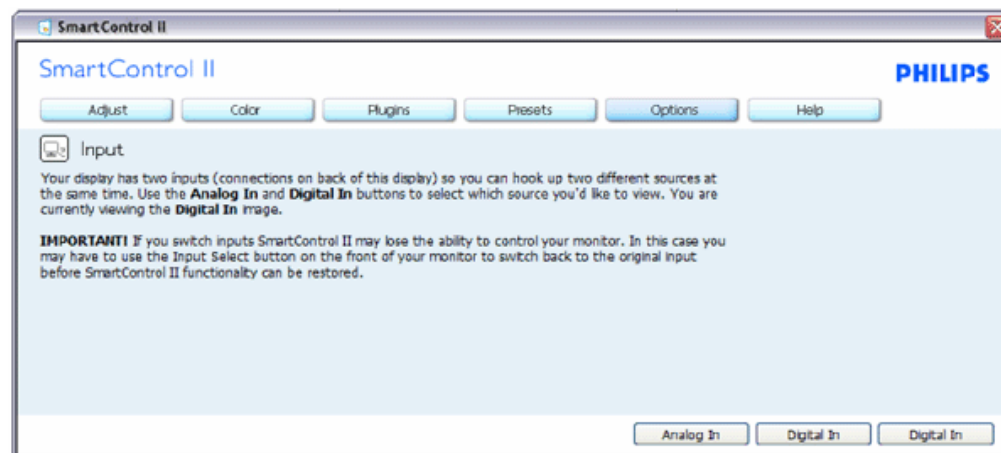 SmartControl II
SmartControl II
PHILIPS
Adjust Color Plugins Presets Options Help
Input
Your display has two inputs (connections on back of this display) so you can hook up two different sources at
the same time. Use the Analog In and Digital In buttons to select which source you'd like to view. You are
currently viewing the Digital In image.
IMPORTANT! If you switch inputs SmartControl II may lose the ability to control your monitor. In this case you
may have to use the Input Select button on the front of your monitor to switch back to the original input
before SmartControl II functionality can be restored.
Analog In Digital In Digital In